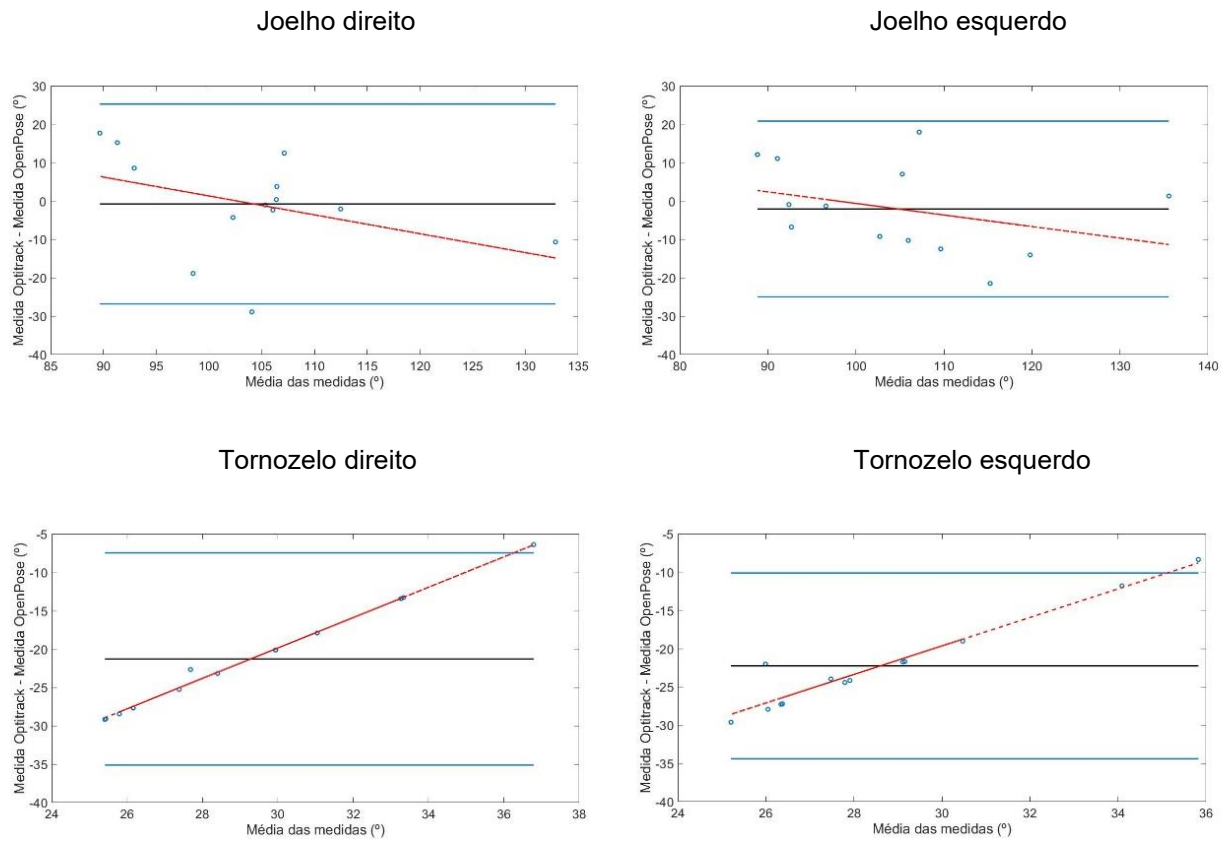 Joelho direito
Joelho esquerdo
Medida Optitrack - Medida OpenPose (º)
30
20
10
0
-10
-20
-30
-40
85 90 95 100 105 110 115 120 125 130 135
Média das medidas (º)
Medida Optitrack - Medida OpenPose (º)
30
20
10
0
-10
-20
-30
-40
80 90 100 110 120 130 140
Média das medidas (º)
Tornozelo direito
Tornozelo esquerdo
Medida Optitrack - Medida OpenPose (º)
-5
-10
-15
-20
-25
-30
-35
-40
24 26 28 30 32 34 36 38
Média das medidas (º)
Medida Optitrack - Medida OpenPose (º)
-5
-10
-15
-20
-25
-30
-35
-40
24 26 28 30 32 34 36
Média das medidas (º)